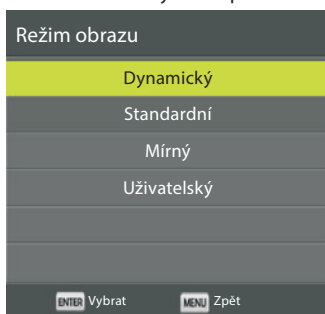 Režim obrazu
Dynamický
Standardní
Mírný
Uživatelský
ENTER Vybrat MENU Zpět